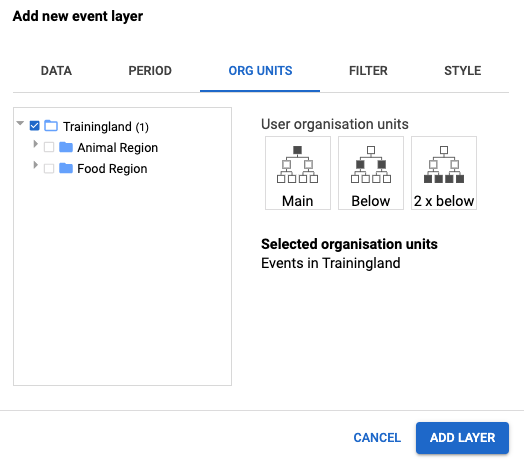 Add new event layer
DATA PERIOD ORG UNITS FILTER STYLE
Trainingland (1)
Animal Region
Food Region
User organisation units
Main Below 2 x below
Selected organisation units
Events in Trainingland
CANCEL ADD LAYER